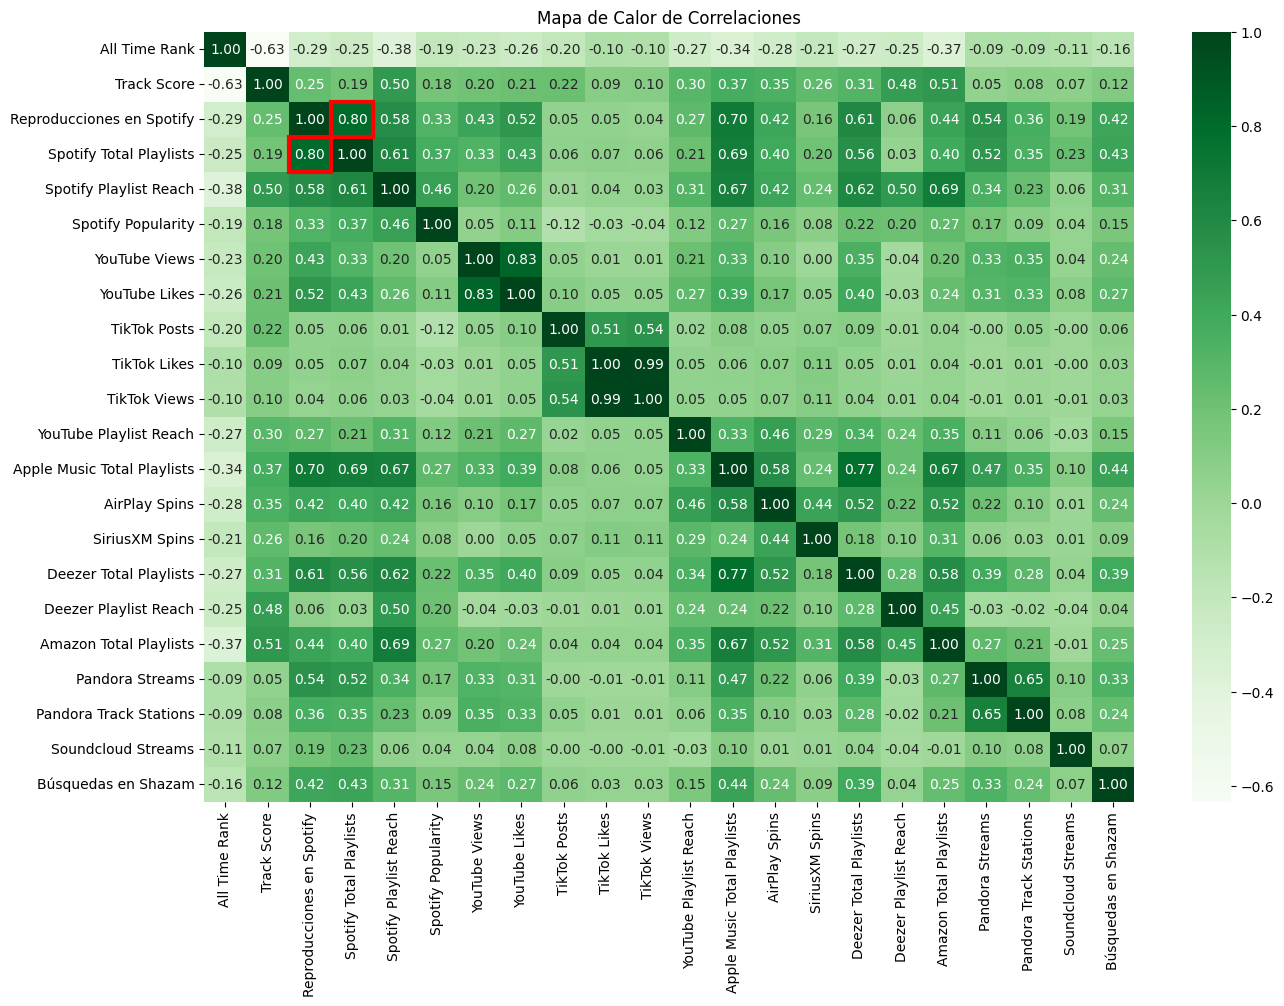 Mapa de Calor de Correlaciones
All Time Rank 1.00 -0.63 -0.29 -0.25 -0.38 -0.19 -0.23 -0.26 -0.20 -0.10 -0.10 -0.27 -0.34 -0.28 -0.21 -0.27 -0.25 -0.37 -0.09 -0.09 -0.11 -0.16
Track Score -0.63 1.00 0.25 0.19 0.50 0.18 0.20 0.21 0.22 0.09 0.10 0.30 0.37 0.35 0.26 0.31 0.48 0.51 0.05 0.08 0.07 0.12
Reproducciones en Spotify -0.29 0.25 1.00 0.80 0.58 0.33 0.43 0.52 0.05 0.05 0.04 0.27 0.70 0.42 0.16 0.61 0.06 0.44 0.54 0.36 0.19 0.42
Spotify Total Playlists -0.25 0.19 0.80 1.00 0.61 0.37 0.33 0.43 0.06 0.07 0.06 0.21 0.69 0.40 0.20 0.56 0.03 0.40 0.52 0.35 0.23 0.43
Spotify Playlist Reach -0.38 0.50 0.58 0.61 1.00 0.46 0.20 0.26 0.01 0.04 0.03 0.31 0.67 0.42 0.24 0.62 0.50 0.69 0.34 0.23 0.06 0.31
Spotify Popularity -0.19 0.18 0.33 0.37 0.46 1.00 0.05 0.11 -0.12 -0.03 -0.04 0.12 0.27 0.16 0.08 0.22 0.20 0.27 0.17 0.09 0.04 0.15
YouTube Views -0.23 0.20 0.43 0.33 0.20 0.05 1.00 0.83 0.05 0.01 0.01 0.21 0.33 0.10 0.00 0.35 -0.04 0.20 0.33 0.35 0.04 0.24
YouTube Likes -0.26 0.21 0.52 0.43 0.26 0.11 0.83 1.00 0.10 0.05 0.05 0.27 0.39 0.17 0.05 0.40 -0.03 0.24 0.31 0.33 0.08 0.27
TikTok Posts -0.20 0.22 0.05 0.06 0.01 -0.12 0.05 0.10 1.00 0.51 0.54 0.02 0.08 0.05 0.07 0.09 -0.01 0.04 -0.00 0.05 -0.00 0.06
TikTok Likes -0.10 0.09 0.05 0.07 0.04 -0.03 0.01 0.05 0.51 1.00 0.99 0.05 0.06 0.07 0.11 0.05 0.01 0.04 -0.01 0.01 -0.00 0.03
TikTok Views -0.10 0.10 0.04 0.06 0.03 -0.04 0.01 0.05 0.54 0.99 1.00 0.05 0.05 0.07 0.11 0.04 0.01 0.04 -0.01 0.01 -0.01 0.03
YouTube Playlist Reach -0.27 0.30 0.27 0.21 0.31 0.12 0.21 0.27 0.02 0.05 0.05 1.00 0.33 0.46 0.29 0.34 0.24 0.35 0.11 0.06 -0.03 0.15
Apple Music Total Playlists -0.34 0.37 0.70 0.69 0.67 0.27 0.33 0.39 0.08 0.06 0.05 0.33 1.00 0.58 0.24 0.77 0.24 0.67 0.47 0.35 0.10 0.44
AirPlay Spins -0.28 0.35 0.42 0.40 0.42 0.16 0.10 0.17 0.05 0.07 0.07 0.46 0.58 1.00 0.44 0.52 0.22 0.52 0.22 0.10 0.01 0.24
SiriusXM Spins -0.21 0.26 0.16 0.20 0.24 0.08 0.00 0.05 0.07 0.11 0.11 0.29 0.24 0.44 1.00 0.18 0.10 0.31 0.06 0.03 0.01 0.09
Deezer Total Playlists -0.27 0.31 0.61 0.56 0.62 0.22 0.35 0.40 0.09 0.05 0.04 0.34 0.77 0.52 0.18 1.00 0.28 0.58 0.39 0.28 0.04 0.39
Deezer Playlist Reach -0.25 0.48 0.06 0.03 0.50 0.20 -0.04 -0.03 -0.01 0.01 0.01 0.24 0.24 0.22 0.10 0.28 1.00 0.45 -0.03 -0.02 -0.04 0.04
Amazon Total Playlists -0.37 0.51 0.44 0.40 0.69 0.27 0.20 0.24 0.04 0.04 0.04 0.35 0.67 0.52 0.31 0.58 0.45 1.00 0.27 0.21 -0.01 0.25
Pandora Streams -0.09 0.05 0.54 0.52 0.34 0.17 0.33 0.31 -0.00 -0.01 -0.01 0.11 0.47 0.22 0.06 0.39 -0.03 0.27 1.00 0.65 0.10 0.33
Pandora Track Stations -0.09 0.08 0.36 0.35 0.23 0.09 0.35 0.33 0.05 0.01 0.01 0.06 0.35 0.10 0.03 0.28 -0.02 0.21 0.65 1.00 0.08 0.24
Soundcloud Streams -0.11 0.07 0.19 0.23 0.06 0.04 0.04 0.08 -0.00 -0.00 -0.01 -0.03 0.10 0.01 0.01 0.04 -0.04 -0.01 0.10 0.08 1.00 0.07
Búsquedas en Shazam -0.16 0.12 0.42 0.43 0.31 0.15 0.24 0.27 0.06 0.03 0.03 0.15 0.44 0.24 0.09 0.39 0.04 0.25 0.33 0.24 0.07 1.00
All Time Rank
Track Score
Reproducciones en Spotify
Spotify Total Playlists
Spotify Playlist Reach
Spotify Popularity
YouTube Views
YouTube Likes
TikTok Posts
TikTok Likes
TikTok Views
YouTube Playlist Reach
Apple Music Total Playlists
AirPlay Spins
SiriusXM Spins
Deezer Total Playlists
Deezer Playlist Reach
Amazon Total Playlists
Pandora Streams
Pandora Track Stations
Soundcloud Streams
Búsquedas en Shazam
1.0
0.8
0.6
0.4
0.2
0.0
−0.2
−0.4
−0.6